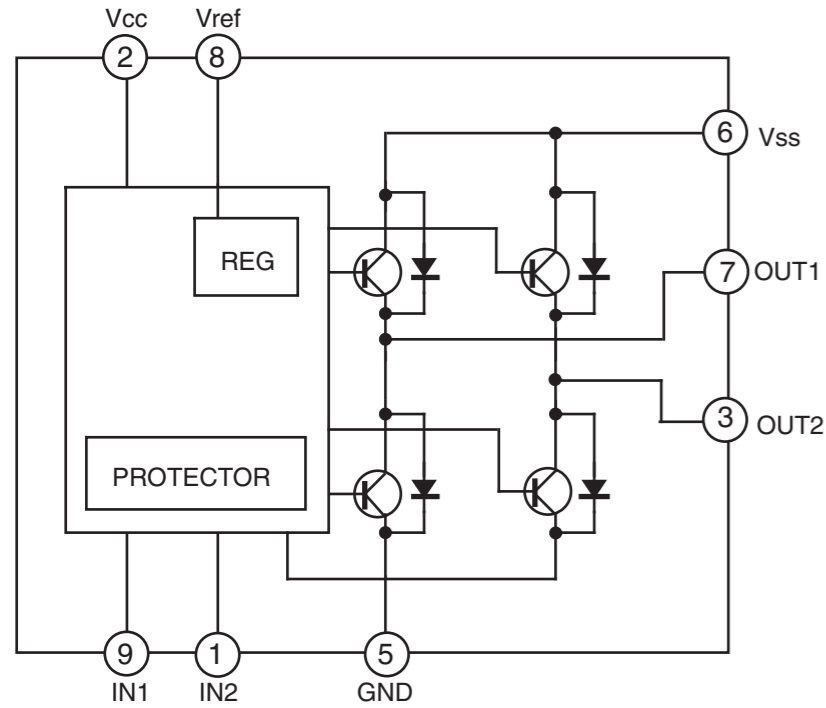 Vcc Vref
2 8
6 Vss
REG
7 OUT1
3 OUT2
PROTECTOR
9 1 5
IN1 IN2 GND